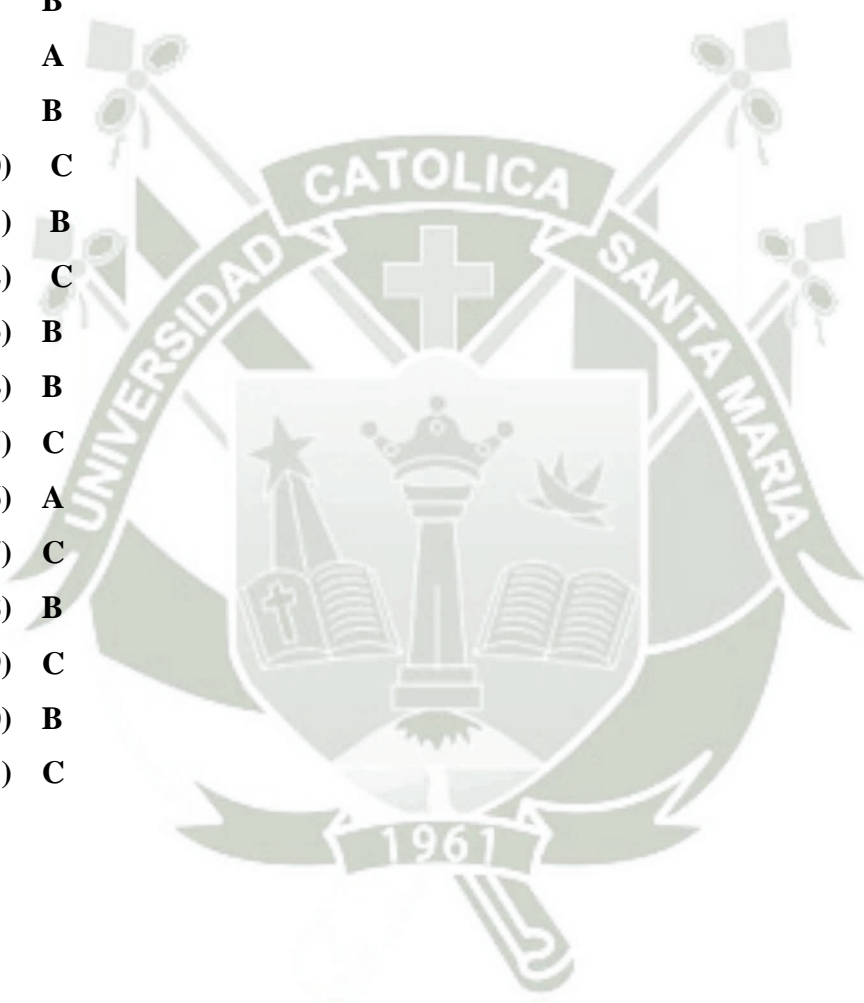 B
A
B
) C
) B
) C
) B
) B
) C
) A
) C
) B
) C
) B
) C
UNIVERSIDAD CATOLICA SANTA MARIA
1961